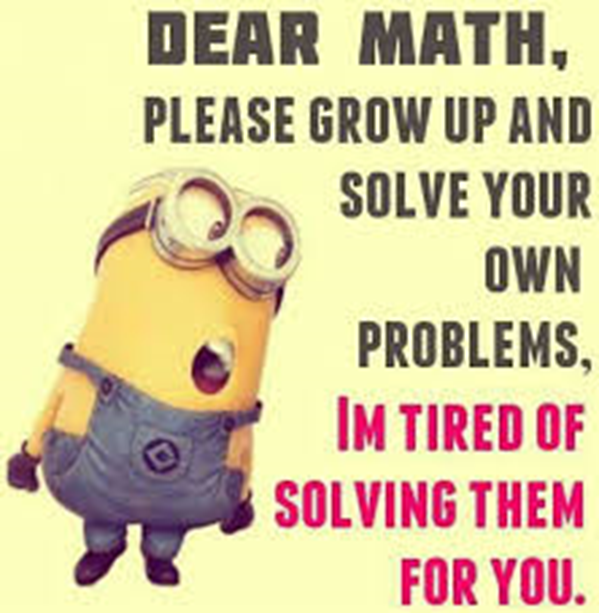 DEAR MATH,
PLEASE GROW UP AND
SOLVE YOUR
OWN
PROBLEMS,
IM TIRED OF
SOLVING THEM
FOR YOU.